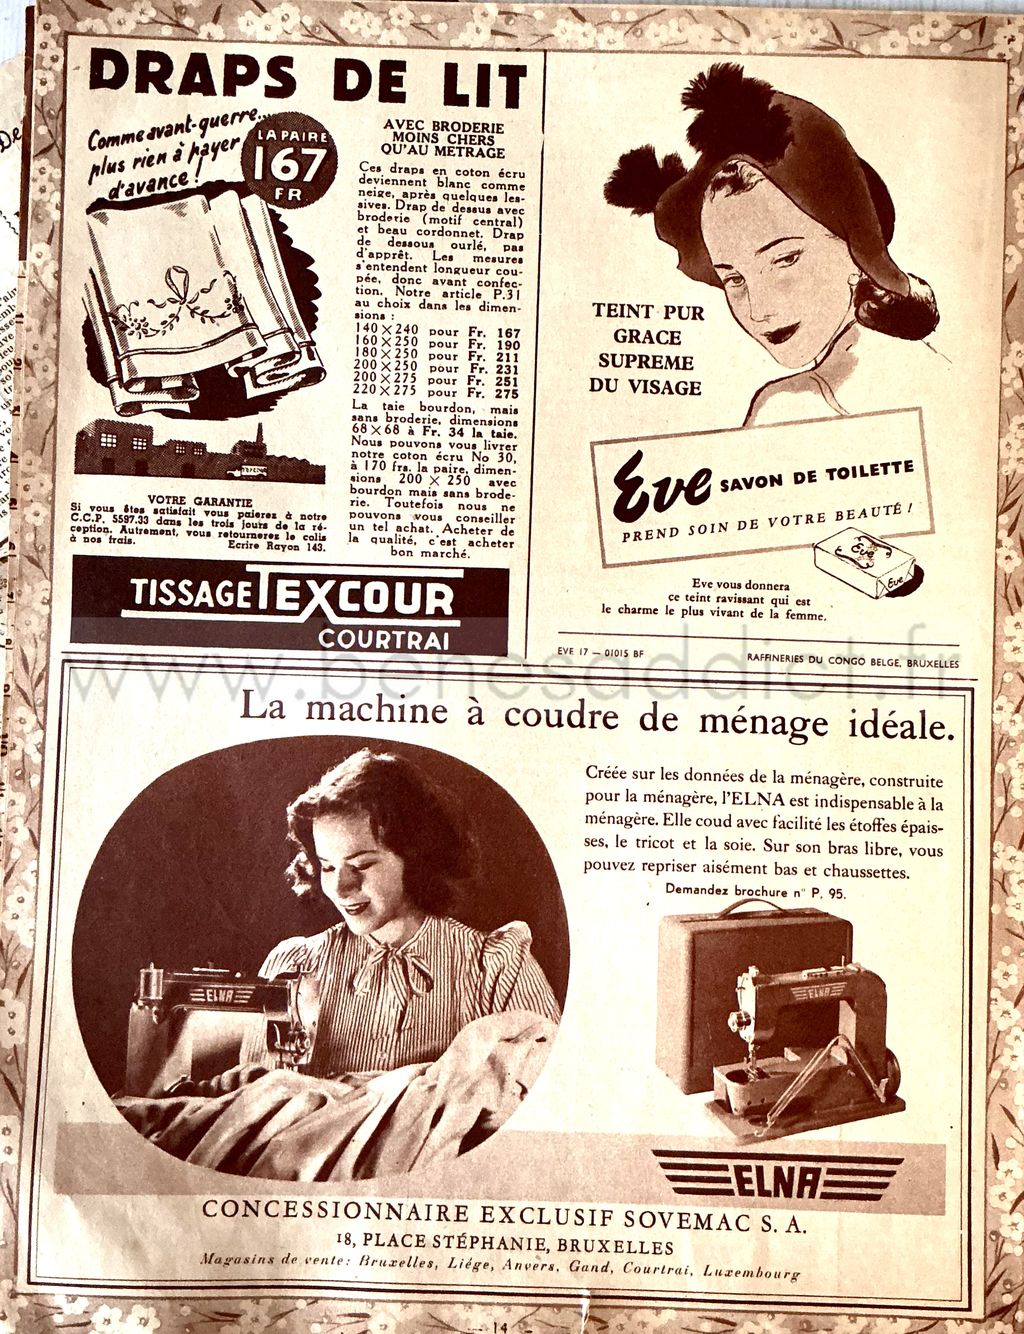 DRAPS DE LIT
Comme avant-guerre...
plus rien à payer
d'avance !
LA PAIRE
167
FR
AVEC BRODERIE
MOINS CHERS
QU'AU METRAGE
Ces draps en coton écru
deviennent blanc comme
neige, après quelques les-
sives. Drap de dessus avec
broderie (motif central)
et beau cordonnet. Drap
de dessous ourlé, pas
d'apprêt. Les mesures
s'entendent longueur cou-
pée, donc avant confec-
tion. Notre article P.31
au choix dans les dimen-
sions :
140 × 240 pour Fr. 167
160 × 250 pour Fr. 190
180 × 250 pour Fr. 211
200 × 250 pour Fr. 231
200 × 275 pour Fr. 251
220 × 275 pour Fr. 275
La taie bourdon, mais
sans broderie, dimensions
68 × 68 à Fr. 34 la taie.
Nous pouvons vous livrer
notre coton écru No 30,
à 170 frs. la paire, dimen-
sions 200 × 250 avec
bourdon mais sans brode-
rie. Toutefois nous ne
pouvons vous conseiller
un tel achat. Acheter de
la qualité, c'est acheter
bon marché.
VOTRE GARANTIE
Si vous êtes satisfait vous paierez à notre
C.C.P. 5597.33 dans les trois jours de la ré-
ception. Autrement, vous retournerez le colis
à nos frais. Ecrire Rayon 143.
TISSAGE TEXCOUR
COURTRAI
TEINT PUR
GRACE
SUPREME
DU VISAGE
Eve SAVON DE TOILETTE
PREND SOIN DE VOTRE BEAUTÉ !
Eve
Eve
Eve vous donnera
ce teint ravissant qui est
le charme le plus vivant de la femme.
EVE 17 — 01015 BF RAFFINERIES DU CONGO BELGE, BRUXELLES
www.benesaddict.fr
La machine à coudre de ménage idéale.
Créée sur les données de la ménagère, construite
pour la ménagère, l'ELNA est indispensable à la
ménagère. Elle coud avec facilité les étoffes épais-
ses, le tricot et la soie. Sur son bras libre, vous
pouvez repriser aisément bas et chaussettes.
Demandez brochure n° P. 95.
ELNA
ELNA
ELNA
CONCESSIONNAIRE EXCLUSIF SOVEMAC S. A.
18, PLACE STÉPHANIE, BRUXELLES
Magasins de vente: Bruxelles, Liége, Anvers, Gand, Courtrai, Luxembourg
— 14 —